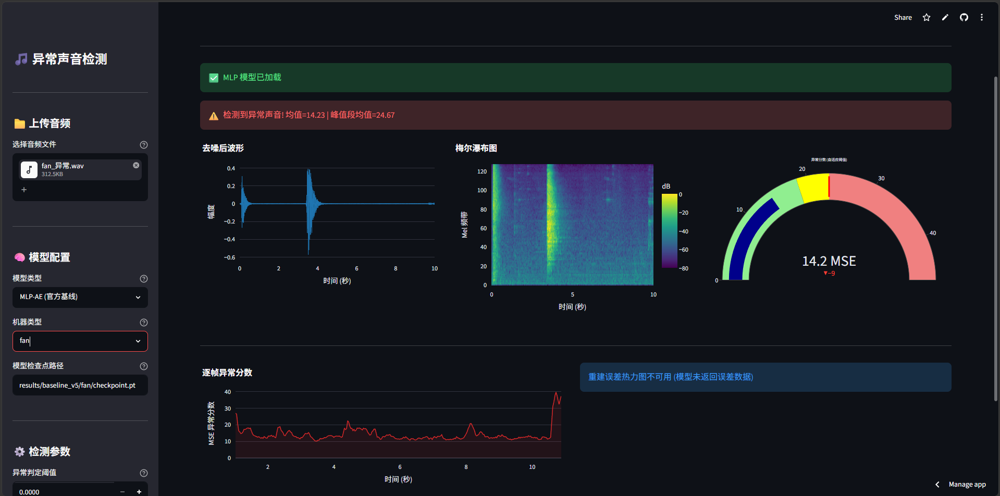 Share
异常声音检测
上传音频
选择音频文件
fan_异常.wav
312.5KB
模型配置
模型类型
MLP-AE (官方基线)
机器类型
fan
模型检查点路径
results/baseline_v5/fan/checkpoint.pt
检测参数
异常判定阈值
0.0000
MLP 模型已加载
检测到异常声音! 均值=14.23 | 峰值段均值=24.67
去噪后波形
0.4
0.2
0
−0.2
−0.4
−0.6
幅度
0 2 4 6 8 10
时间 (秒)
梅尔瀑布图
120
100
80
60
40
20
0
Mel 频带
0 5 10
时间 (秒)
dB
0
−20
−40
−60
−80
异常分数 (自适应阈值)
0
10
20
30
40
14.2 MSE
▼−9
逐帧异常分数
40
30
20
10
0
MSE 异常分数
2 4 6 8 10
时间 (秒)
重建误差热力图不可用 (模型未返回误差数据)
Manage app